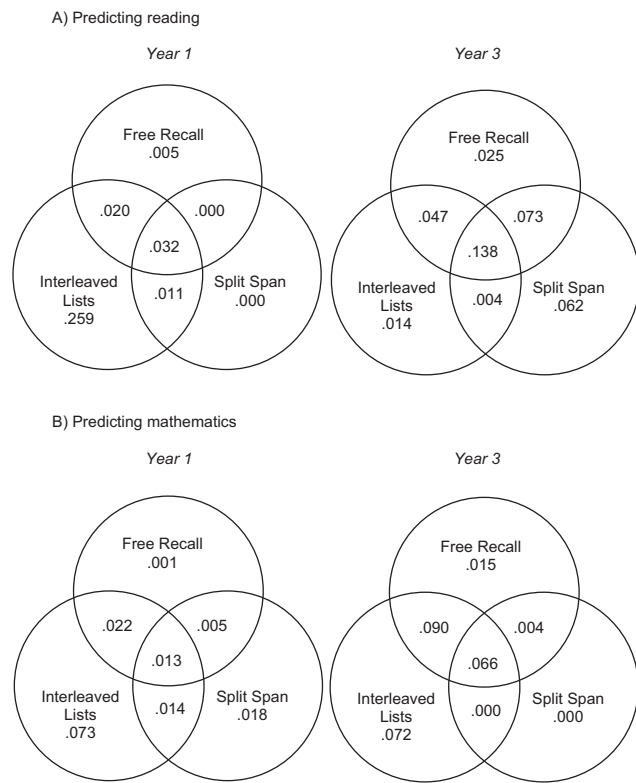 A) Predicting reading
Year 1
Year 3
Free Recall
.005
.020
.000
.032
Interleaved
Lists
.259
.011
Split Span
.000
Free Recall
.025
.047
.073
.138
Interleaved
Lists
.014
.004
Split Span
.062
B) Predicting mathematics
Year 1
Year 3
Free Recall
.001
.022
.005
.013
Interleaved
Lists
.073
.014
Split Span
.018
Free Recall
.015
.090
.004
.066
Interleaved
Lists
.072
.000
Split Span
.000